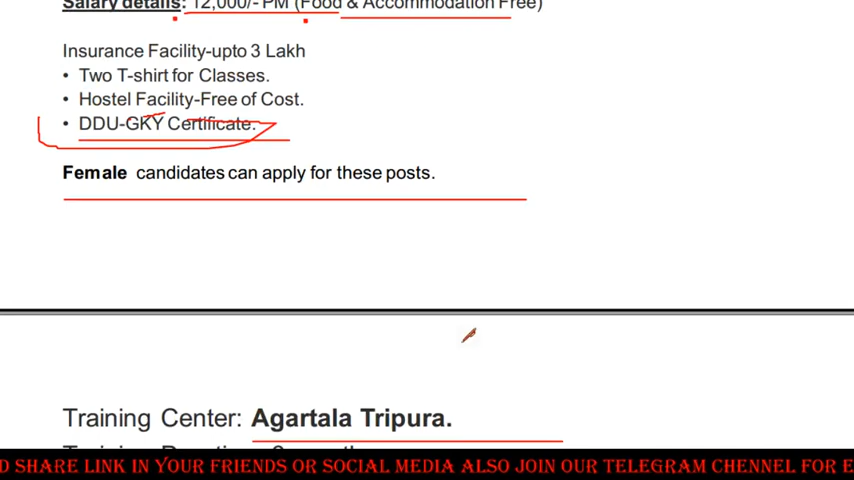 Salary details: 12,000/- PM (Food & Accommodation Free)
Insurance Facility-upto 3 Lakh
• Two T-shirt for Classes.
• Hostel Facility-Free of Cost.
• DDU-GKY Certificate.
Female candidates can apply for these posts.
Training Center: Agartala Tripura.
D SHARE LINK IN YOUR FRIENDS OR SOCIAL MEDIA ALSO JOIN OUR TELEGRAM CHENNEL FOR E